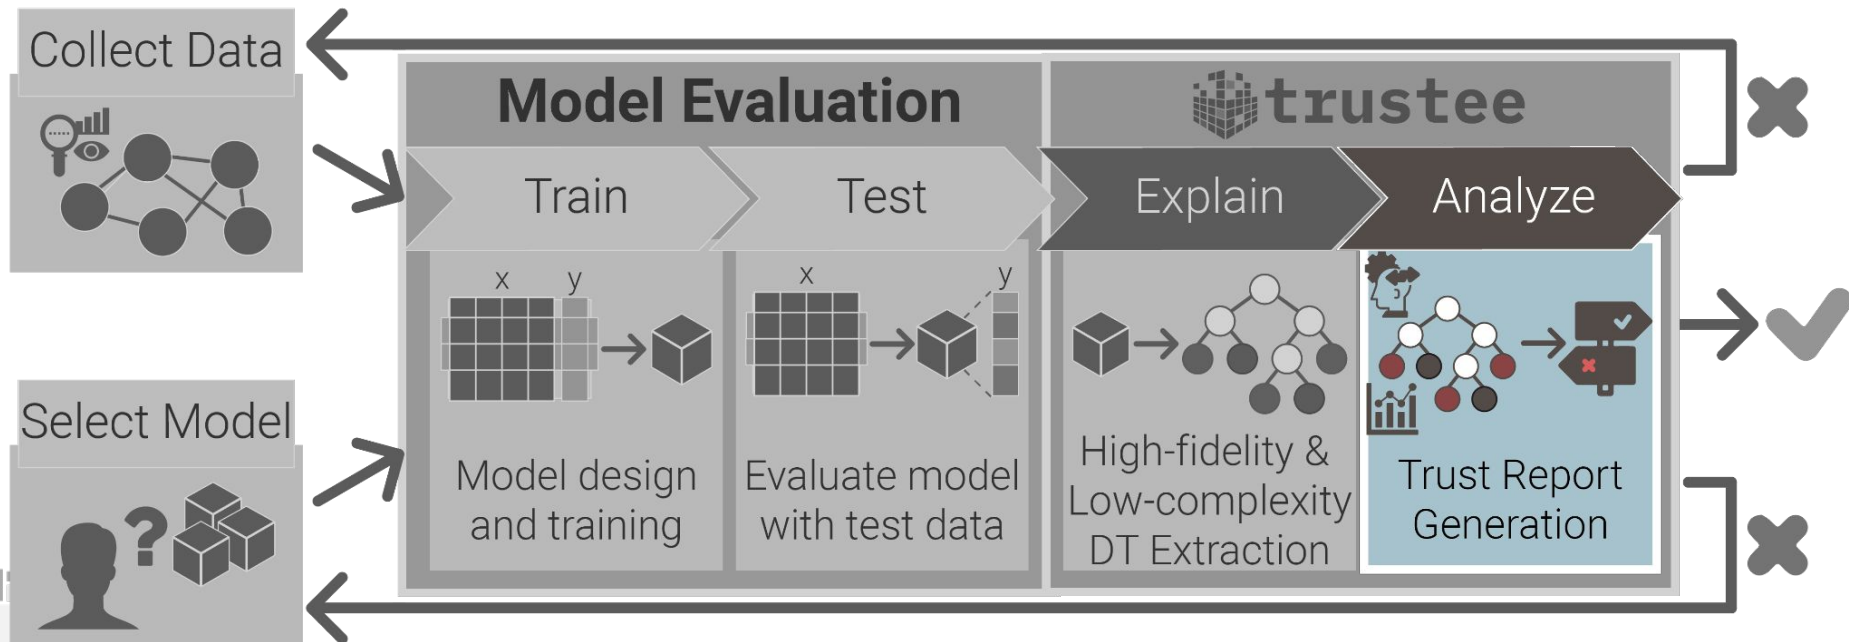 Collect Data
Model Evaluation
trustee
Train
Test
Explain
Analyze
x
y
x
y
Select Model
Model design
and training
Evaluate model
with test data
High-fidelity &
Low-complexity
DT Extraction
Trust Report
Generation
?